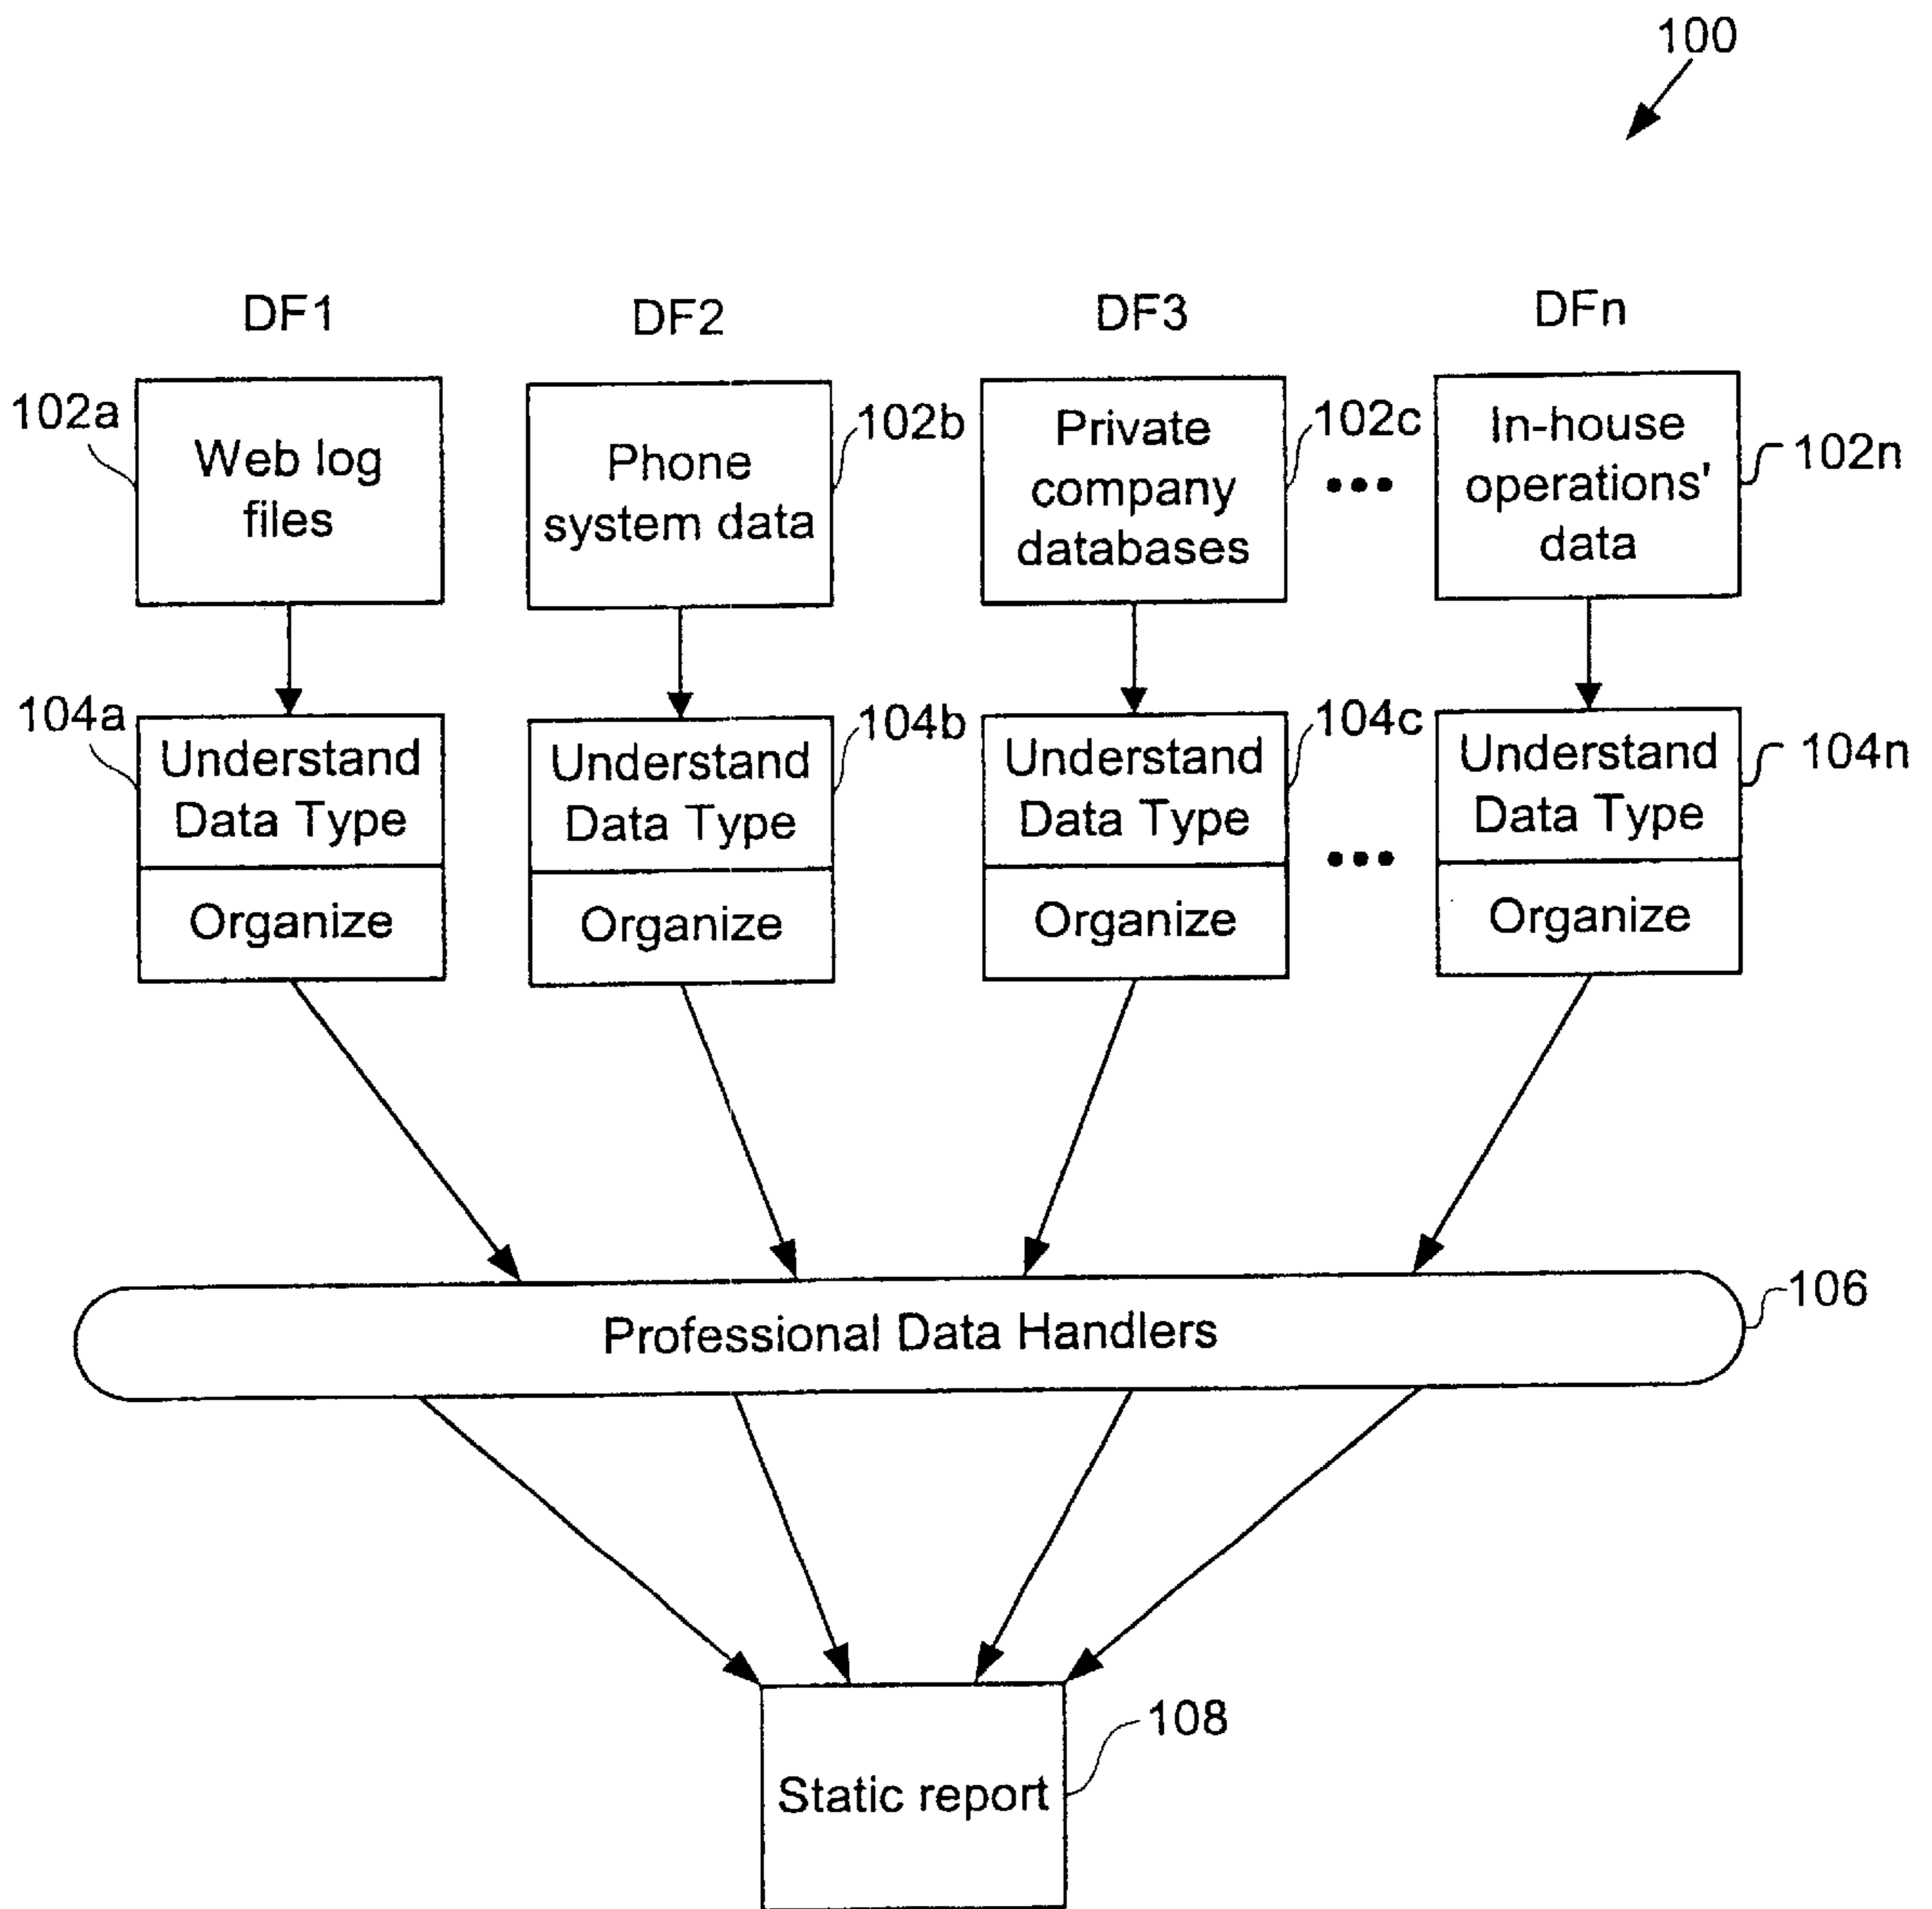 100
DF1
DF2
DF3
DFn
102a
Web log
files
Phone
system data
102b
Private
company
databases
102c
•••
In-house
operations'
data
102n
104a
Understand
Data Type
Organize
Understand
Data Type
Organize
104b
Understand
Data Type
Organize
104c
•••
Understand
Data Type
Organize
104n
Professional Data Handlers
106
Static report
108